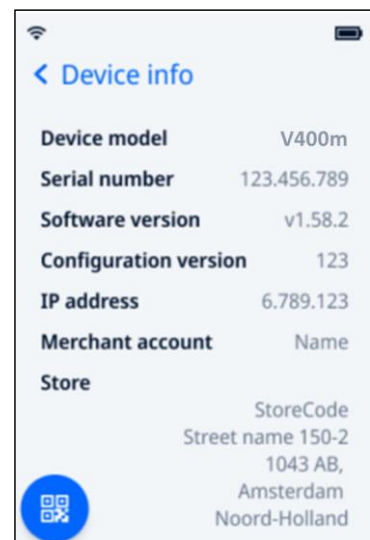 Device info
Device model V400m
Serial number 123.456.789
Software version v1.58.2
Configuration version 123
IP address 6.789.123
Merchant account Name
Store
StoreCode
Street name 150-2
1043 AB,
Amsterdam
Noord-Holland